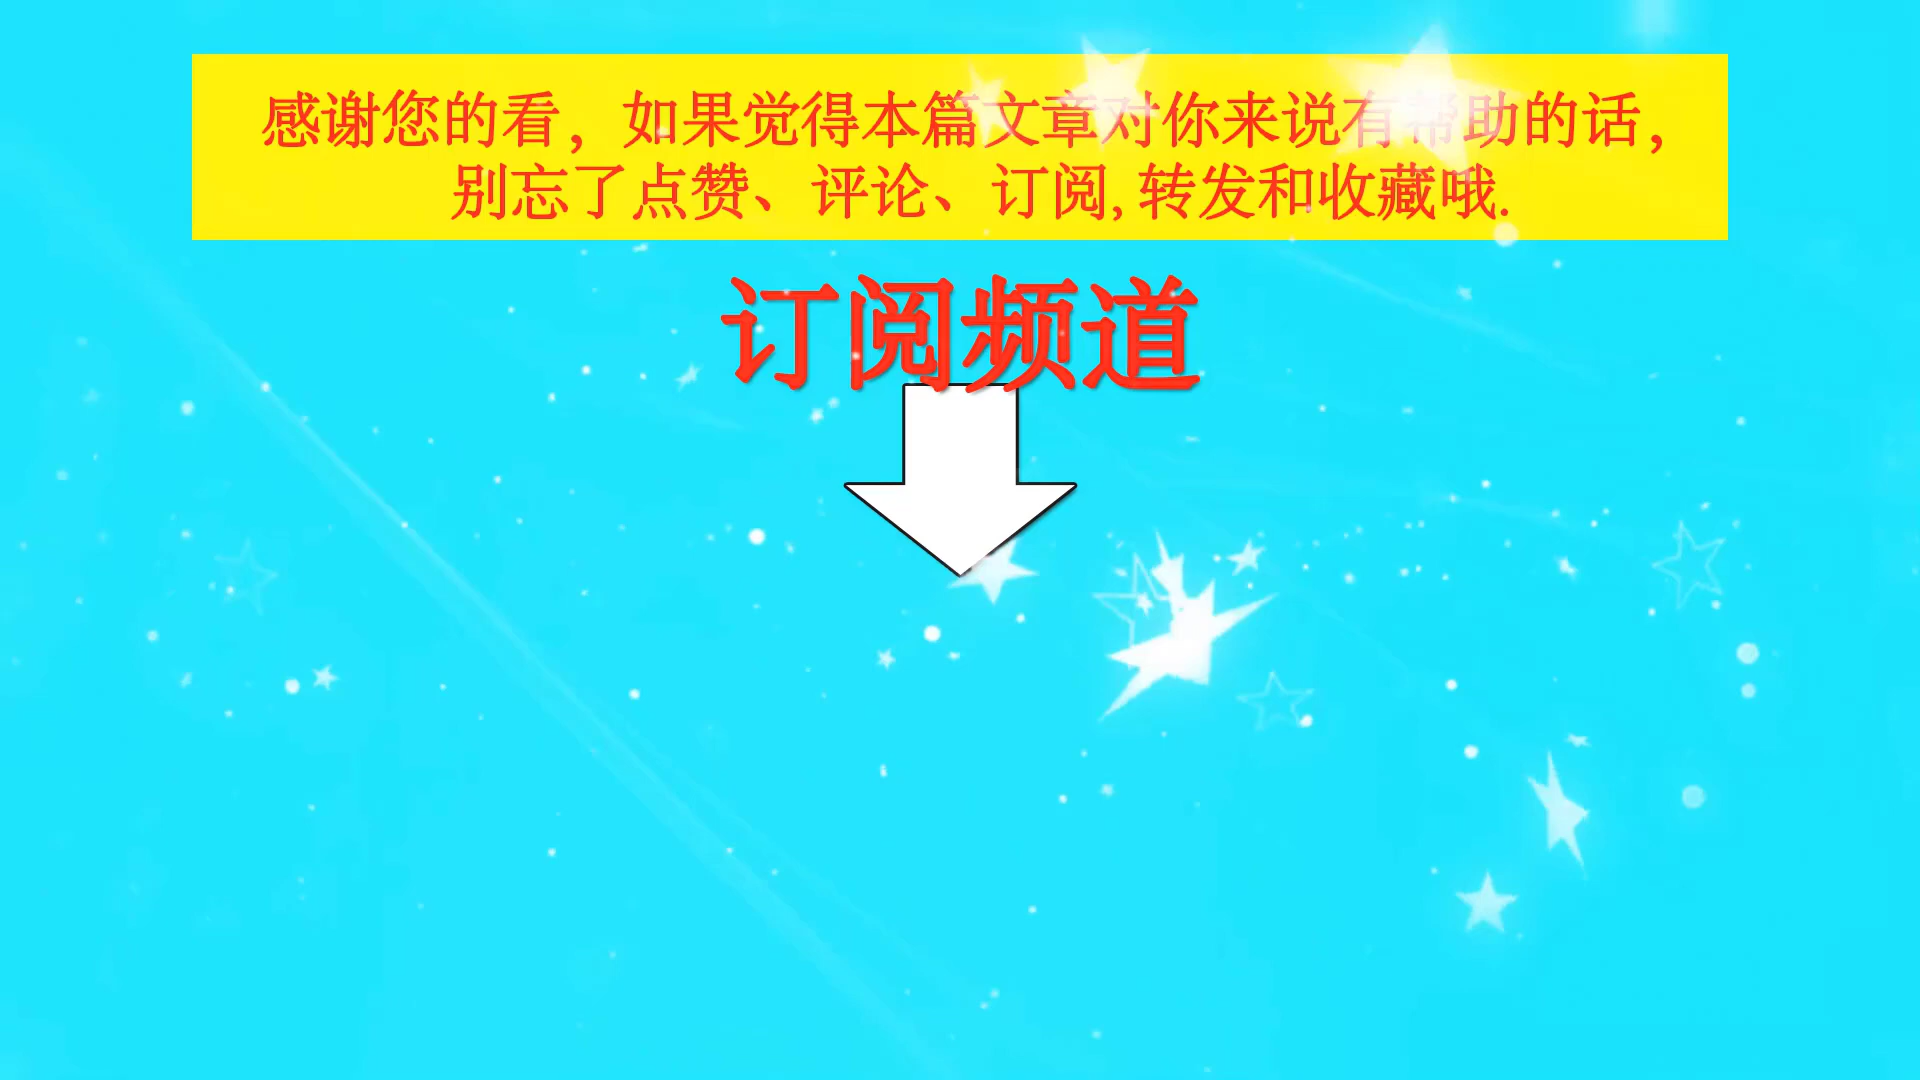 感谢您的看，如果觉得本篇文章对你来说有帮助的话，
别忘了点赞、评论、订阅,转发和收藏哦.
订阅频道